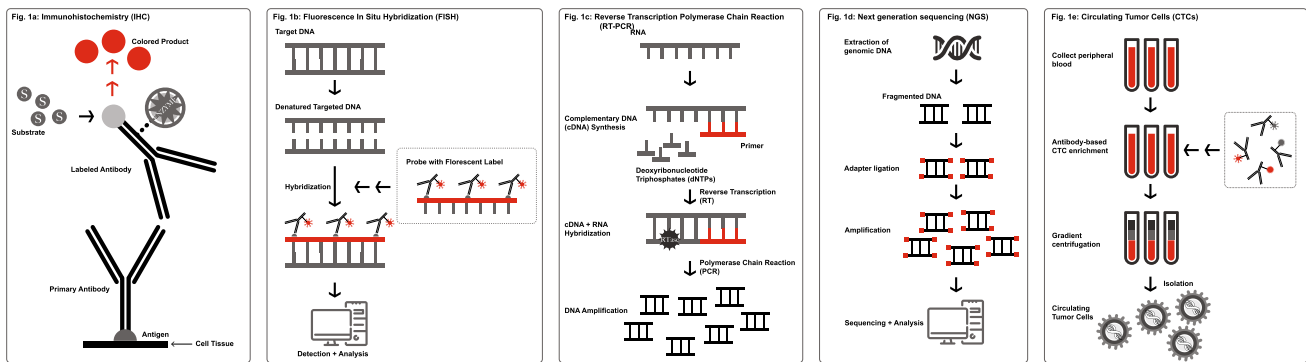 Fig. 1a: Immunohistochemistry (IHC)
Colored Product
S
S
S
S
S
Substrate
Labeled Antibody
Primary Antibody
Antigen
Cell Tissue
Fig. 1b: Fluorescence In Situ Hybridization (FISH)
Target DNA
Denatured Targeted DNA
Probe with Florescent Label
Hybridization
Detection + Analysis
Fig. 1c: Reverse Transcription Polymerase Chain Reaction
(RT-PCR)
RNA
Complementary DNA
(cDNA) Synthesis
Primer
Deoxyribonucleotide
Triphosphates (dNTPs)
Reverse Transcription
(RT)
cDNA + RNA
Hybridization
Polymerase Chain Reaction
(PCR)
DNA Amplification
Fig. 1d: Next generation sequencing (NGS)
Extraction of
genomic DNA
Fragmented DNA
Adapter ligation
Amplification
Sequencing + Analysis
Fig. 1e: Circulating Tumor Cells (CTCs)
Collect peripheral
blood
Antibody-based
CTC enrichment
Gradient
centrifugation
Isolation
Circulating
Tumor Cells